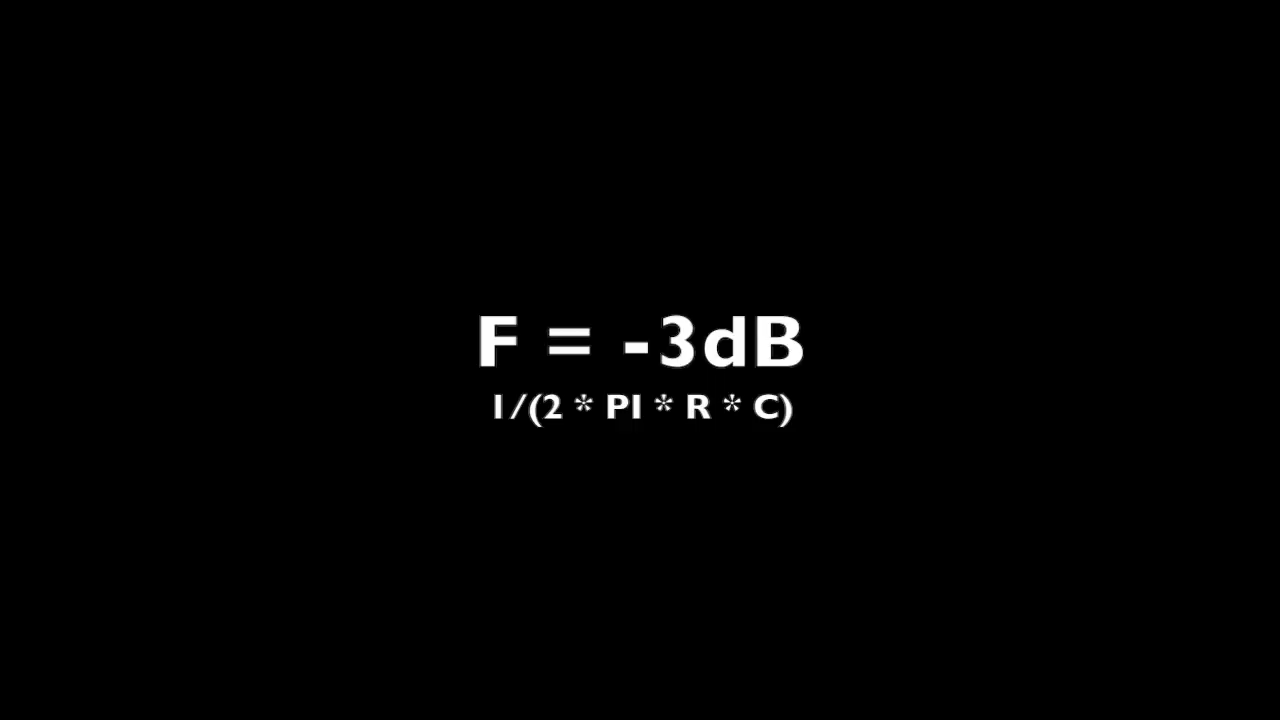 F = -3dB
1/(2 * PI * R * C)